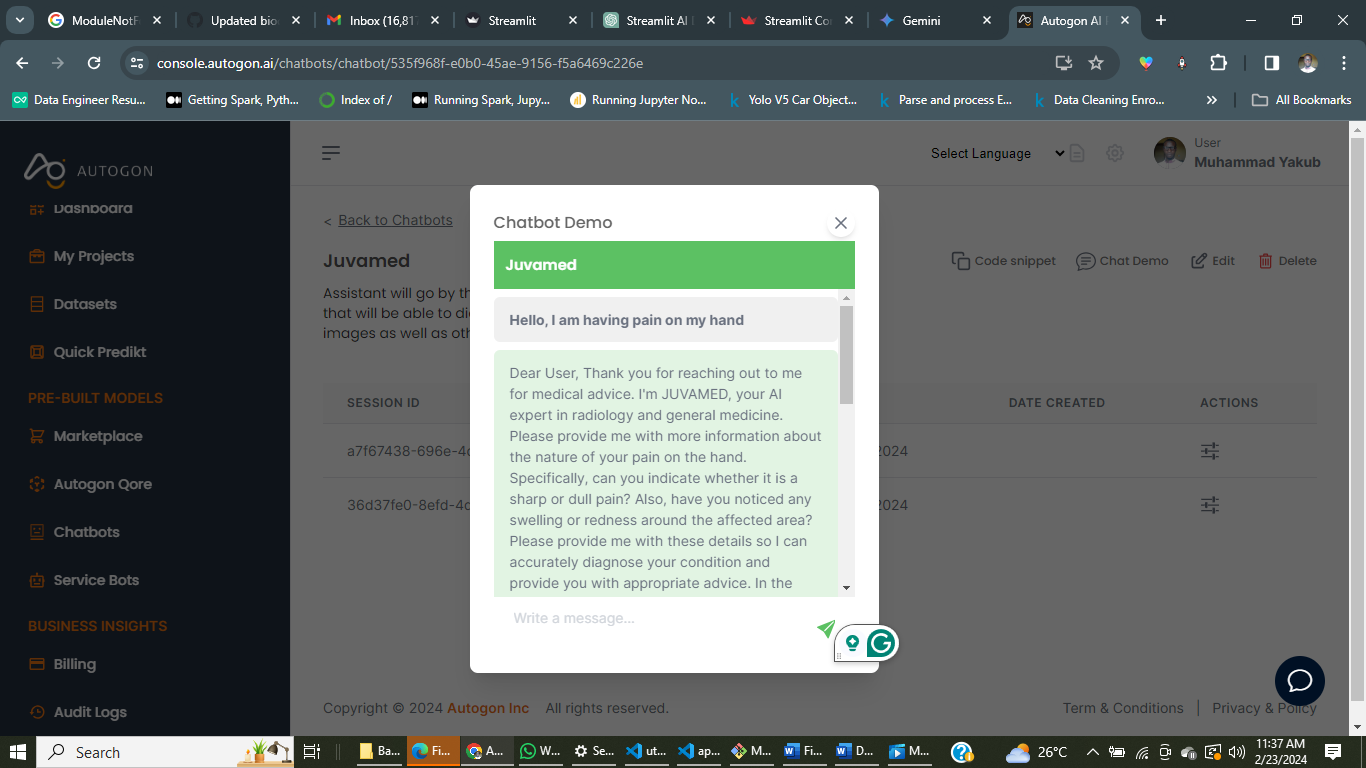 ModuleNotF
Updated bio
Inbox (16,81
Streamlit
Streamlit AI
Streamlit Co
Gemini
Autogon AI
console.autogon.ai/chatbots/chatbot/535f968f-e0b0-45ae-9156-f5a6469c226e
Data Engineer Resu...
Getting Spark, Pyth...
Index of /
Running Spark, Jupy...
Running Jupyter No...
Yolo V5 Car Object...
Parse and process E...
Data Cleaning Enro...
»
All Bookmarks
AUTOGON
Dashboard
My Projects
Datasets
Quick Predikt
PRE-BUILT MODELS
Marketplace
Autogon Qore
Chatbots
Service Bots
BUSINESS INSIGHTS
Billing
Audit Logs
Select Language
User
Muhammad Yakub
< Back to Chatbots
Juvamed
Code snippet
Chat Demo
Edit
Delete
Assistant will go by th
that will be able to di
images as well as oth
SESSION ID
DATE CREATED
ACTIONS
a7f67438-696e-4
2024
36d37fe0-8efd-4
2024
Chatbot Demo
Juvamed
Hello, I am having pain on my hand
Dear User, Thank you for reaching out to me
for medical advice. I'm JUVAMED, your AI
expert in radiology and general medicine.
Please provide me with more information about
the nature of your pain on the hand.
Specifically, can you indicate whether it is a
sharp or dull pain? Also, have you noticed any
swelling or redness around the affected area?
Please provide me with these details so I can
accurately diagnose your condition and
provide you with appropriate advice. In the
Write a message...
Copyright © 2024 Autogon Inc All rights reserved.
Terms & Conditions | Privacy & Policy
Search
Ba...
Fi...
A...
W...
Se...
ut...
ap...
M...
Fi...
D...
M...
26°C
11:37 AM
2/23/2024